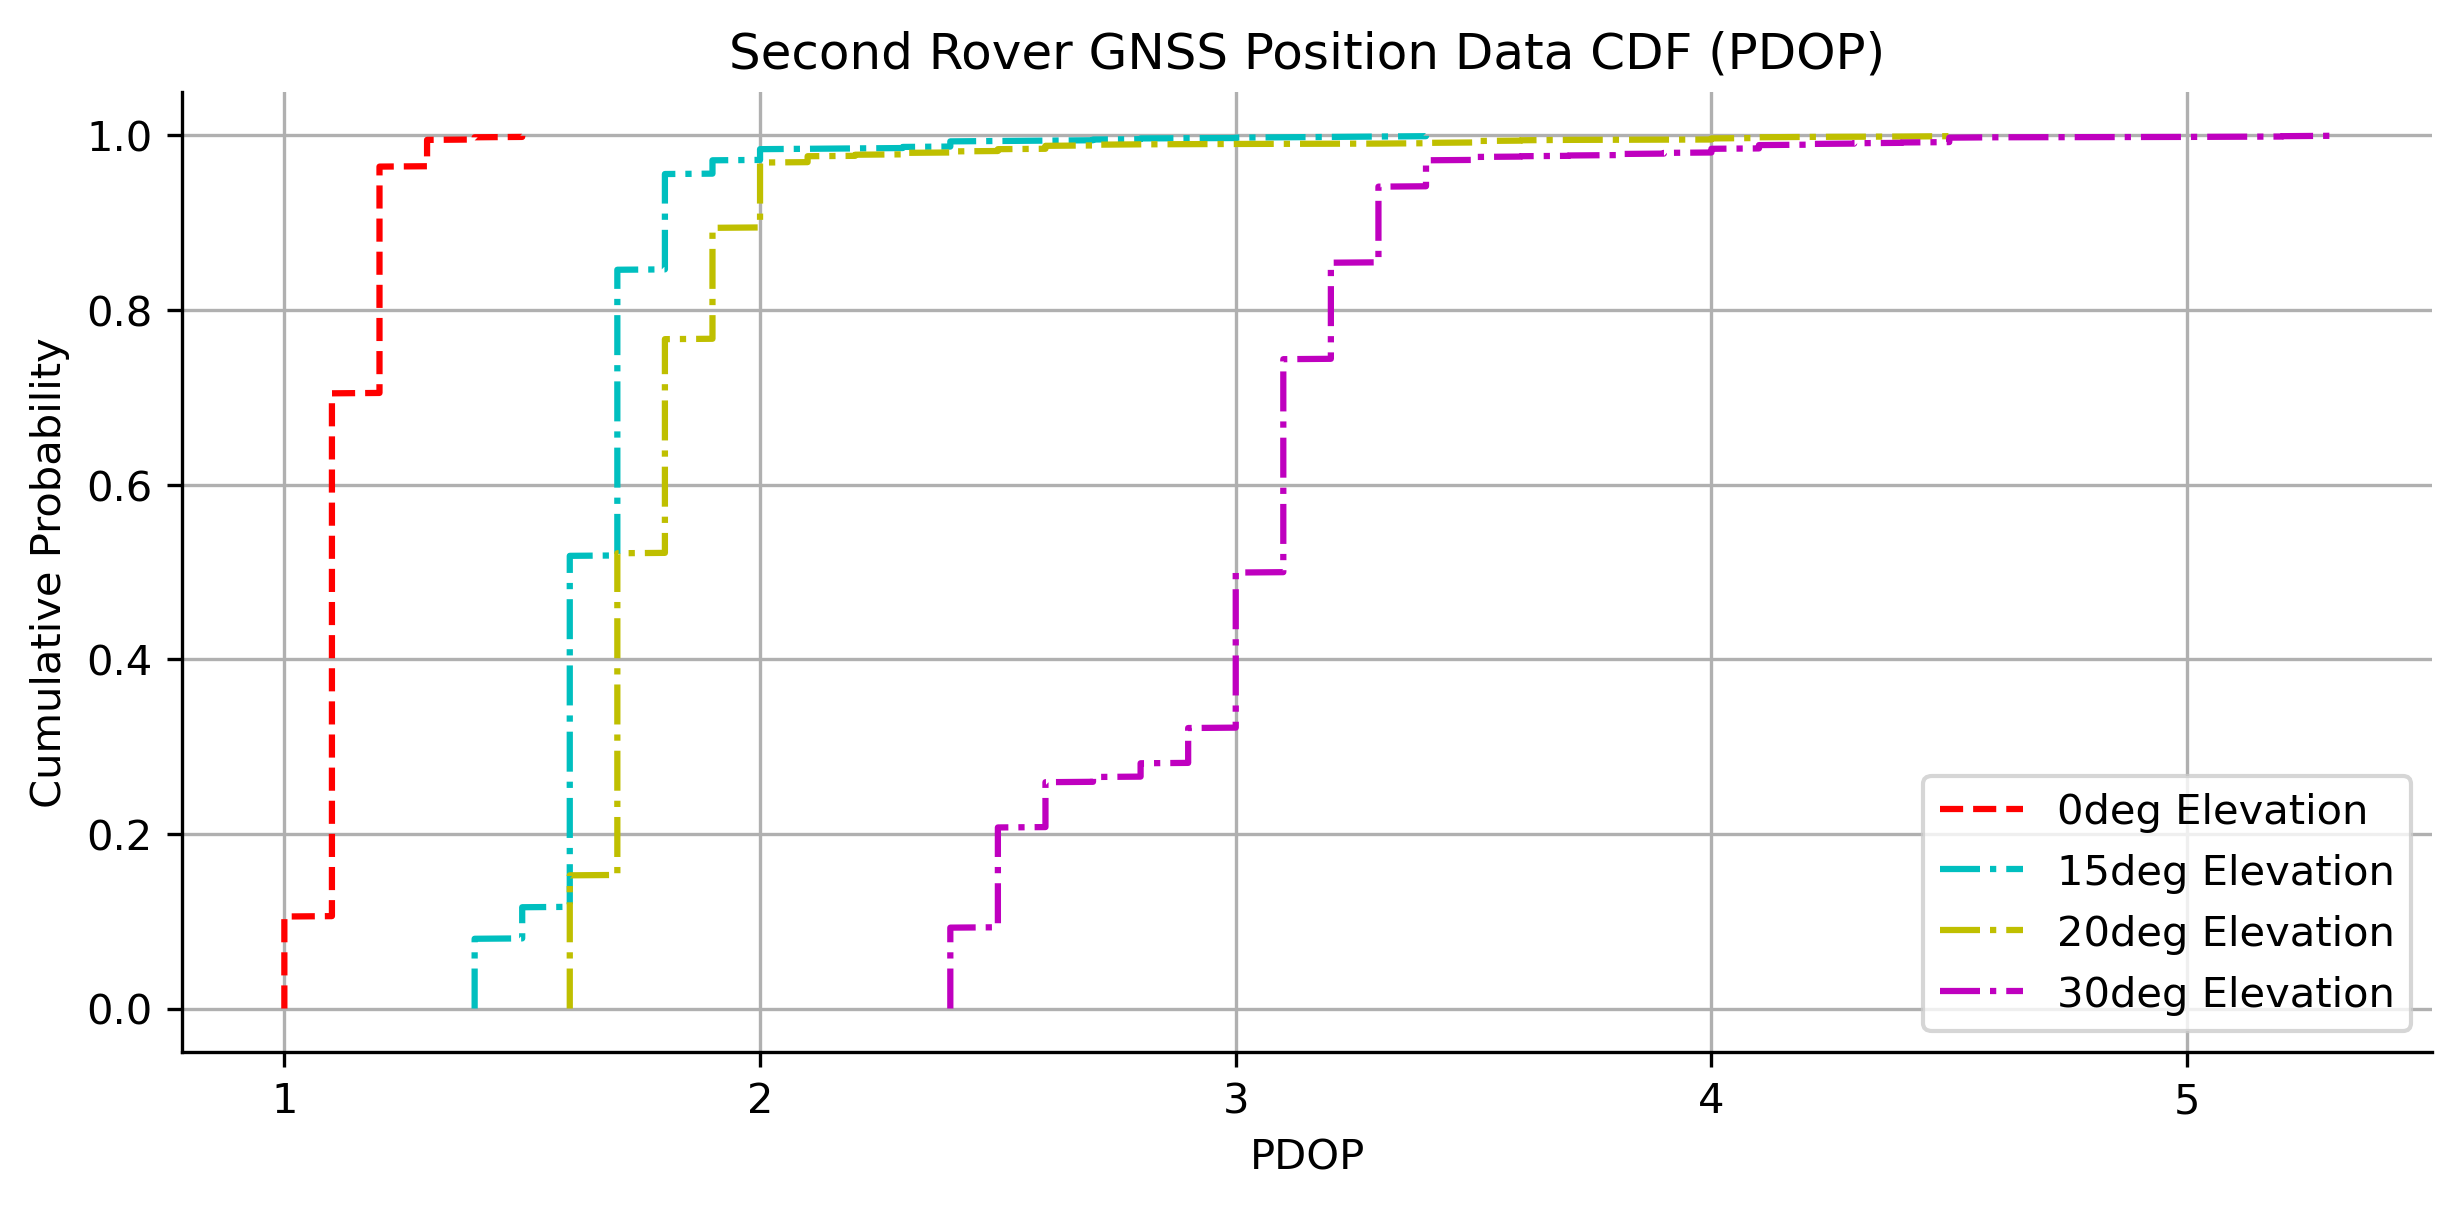 Second Rover GNSS Position Data CDF (PDOP)
Cumulative Probability
1.0
0.8
0.6
0.4
0.2
0.0
1 2 3 4 5
PDOP
0deg Elevation
15deg Elevation
20deg Elevation
30deg Elevation